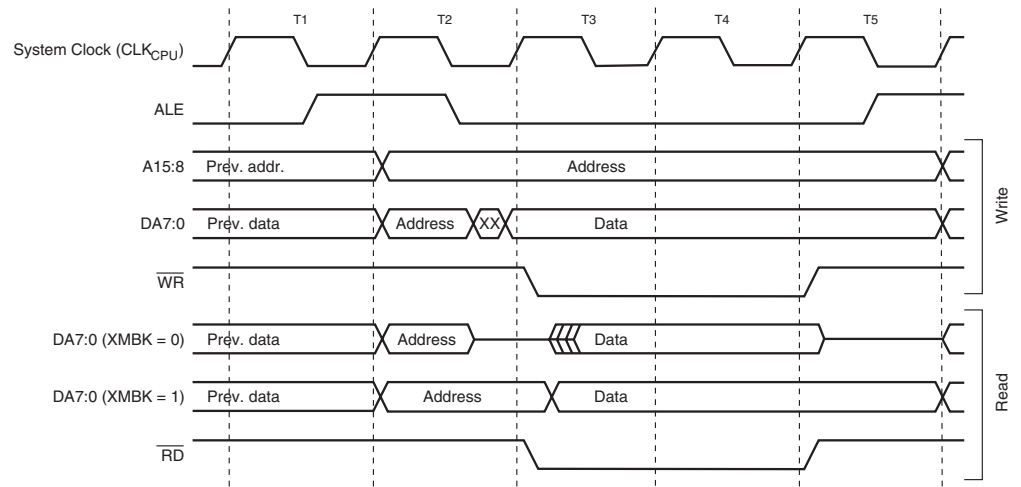 T1 T2 T3 T4 T5
System Clock (CLKCPU)
ALE
A15:8 Prev. addr. Address
DA7:0 Prev. data Address XX Data
WR
Write
DA7:0 (XMBK = 0) Prev. data Address Data
DA7:0 (XMBK = 1) Prev. data Address Data
RD
Read